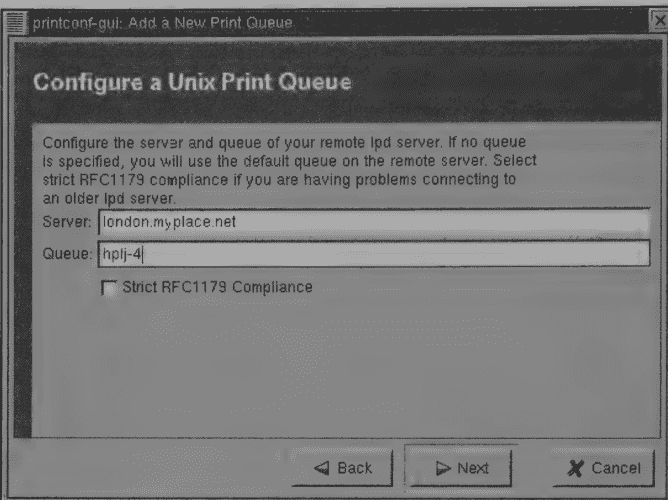 printconf-gui: Add a New Print Queue
Configure a Unix Print Queue
Configure the server and queue of your remote lpd server. If no queue
is specified, you will use the default queue on the remote server. Select
strict RFC1179 compliance if you are having problems connecting to
an older lpd server.
Server: london.myplace.net
Queue: hplj-4
Strict RFC1179 Compliance
Back Next Cancel